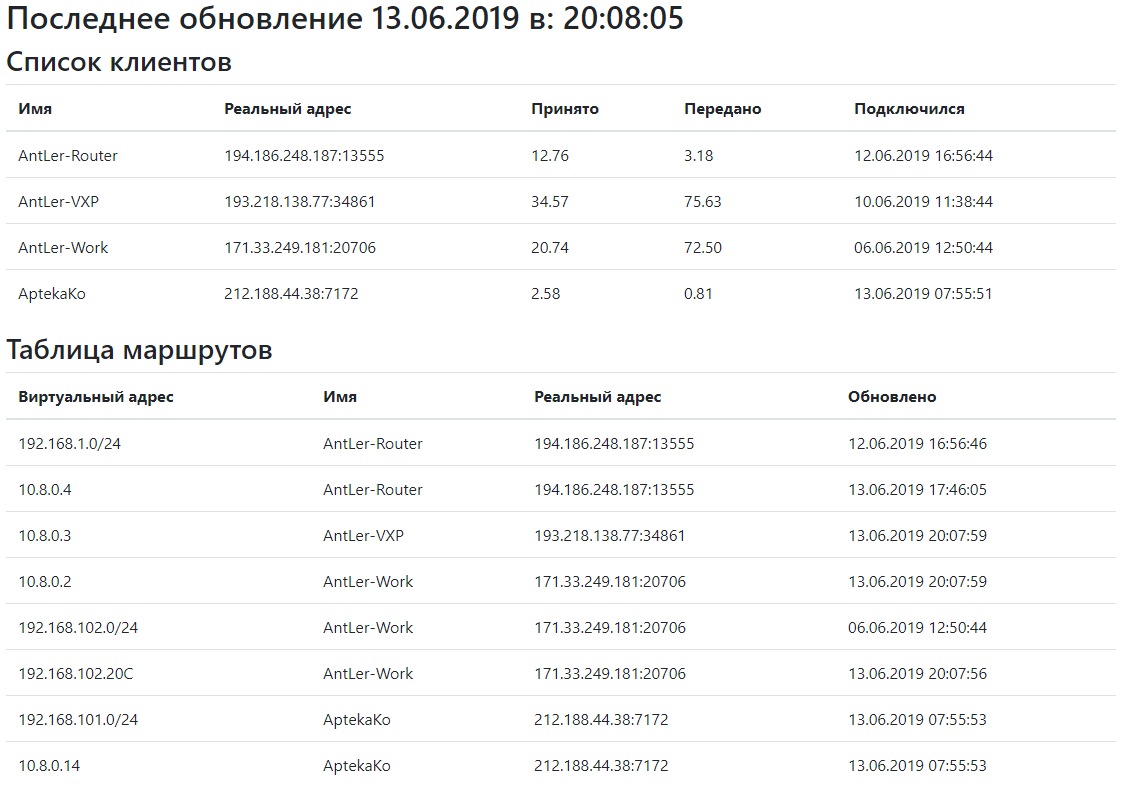 Последнее обновление 13.06.2019 в: 20:08:05
Список клиентов
Имя Реальный адрес Принято Передано Подключился
AntLer-Router 194.186.248.187:13555 12.76 3.18 12.06.2019 16:56:44
AntLer-VXP 193.218.138.77:34861 34.57 75.63 10.06.2019 11:38:44
AntLer-Work 171.33.249.181:20706 20.74 72.50 06.06.2019 12:50:44
AptekaKo 212.188.44.38:7172 2.58 0.81 13.06.2019 07:55:51
Таблица маршрутов
Виртуальный адрес Имя Реальный адрес Обновлено
192.168.1.0/24 AntLer-Router 194.186.248.187:13555 12.06.2019 16:56:46
10.8.0.4 AntLer-Router 194.186.248.187:13555 13.06.2019 17:46:05
10.8.0.3 AntLer-VXP 193.218.138.77:34861 13.06.2019 20:07:59
10.8.0.2 AntLer-Work 171.33.249.181:20706 13.06.2019 20:07:59
192.168.102.0/24 AntLer-Work 171.33.249.181:20706 06.06.2019 12:50:44
192.168.102.20C AntLer-Work 171.33.249.181:20706 13.06.2019 20:07:56
192.168.101.0/24 AptekaKo 212.188.44.38:7172 13.06.2019 07:55:53
10.8.0.14 AptekaKo 212.188.44.38:7172 13.06.2019 07:55:53